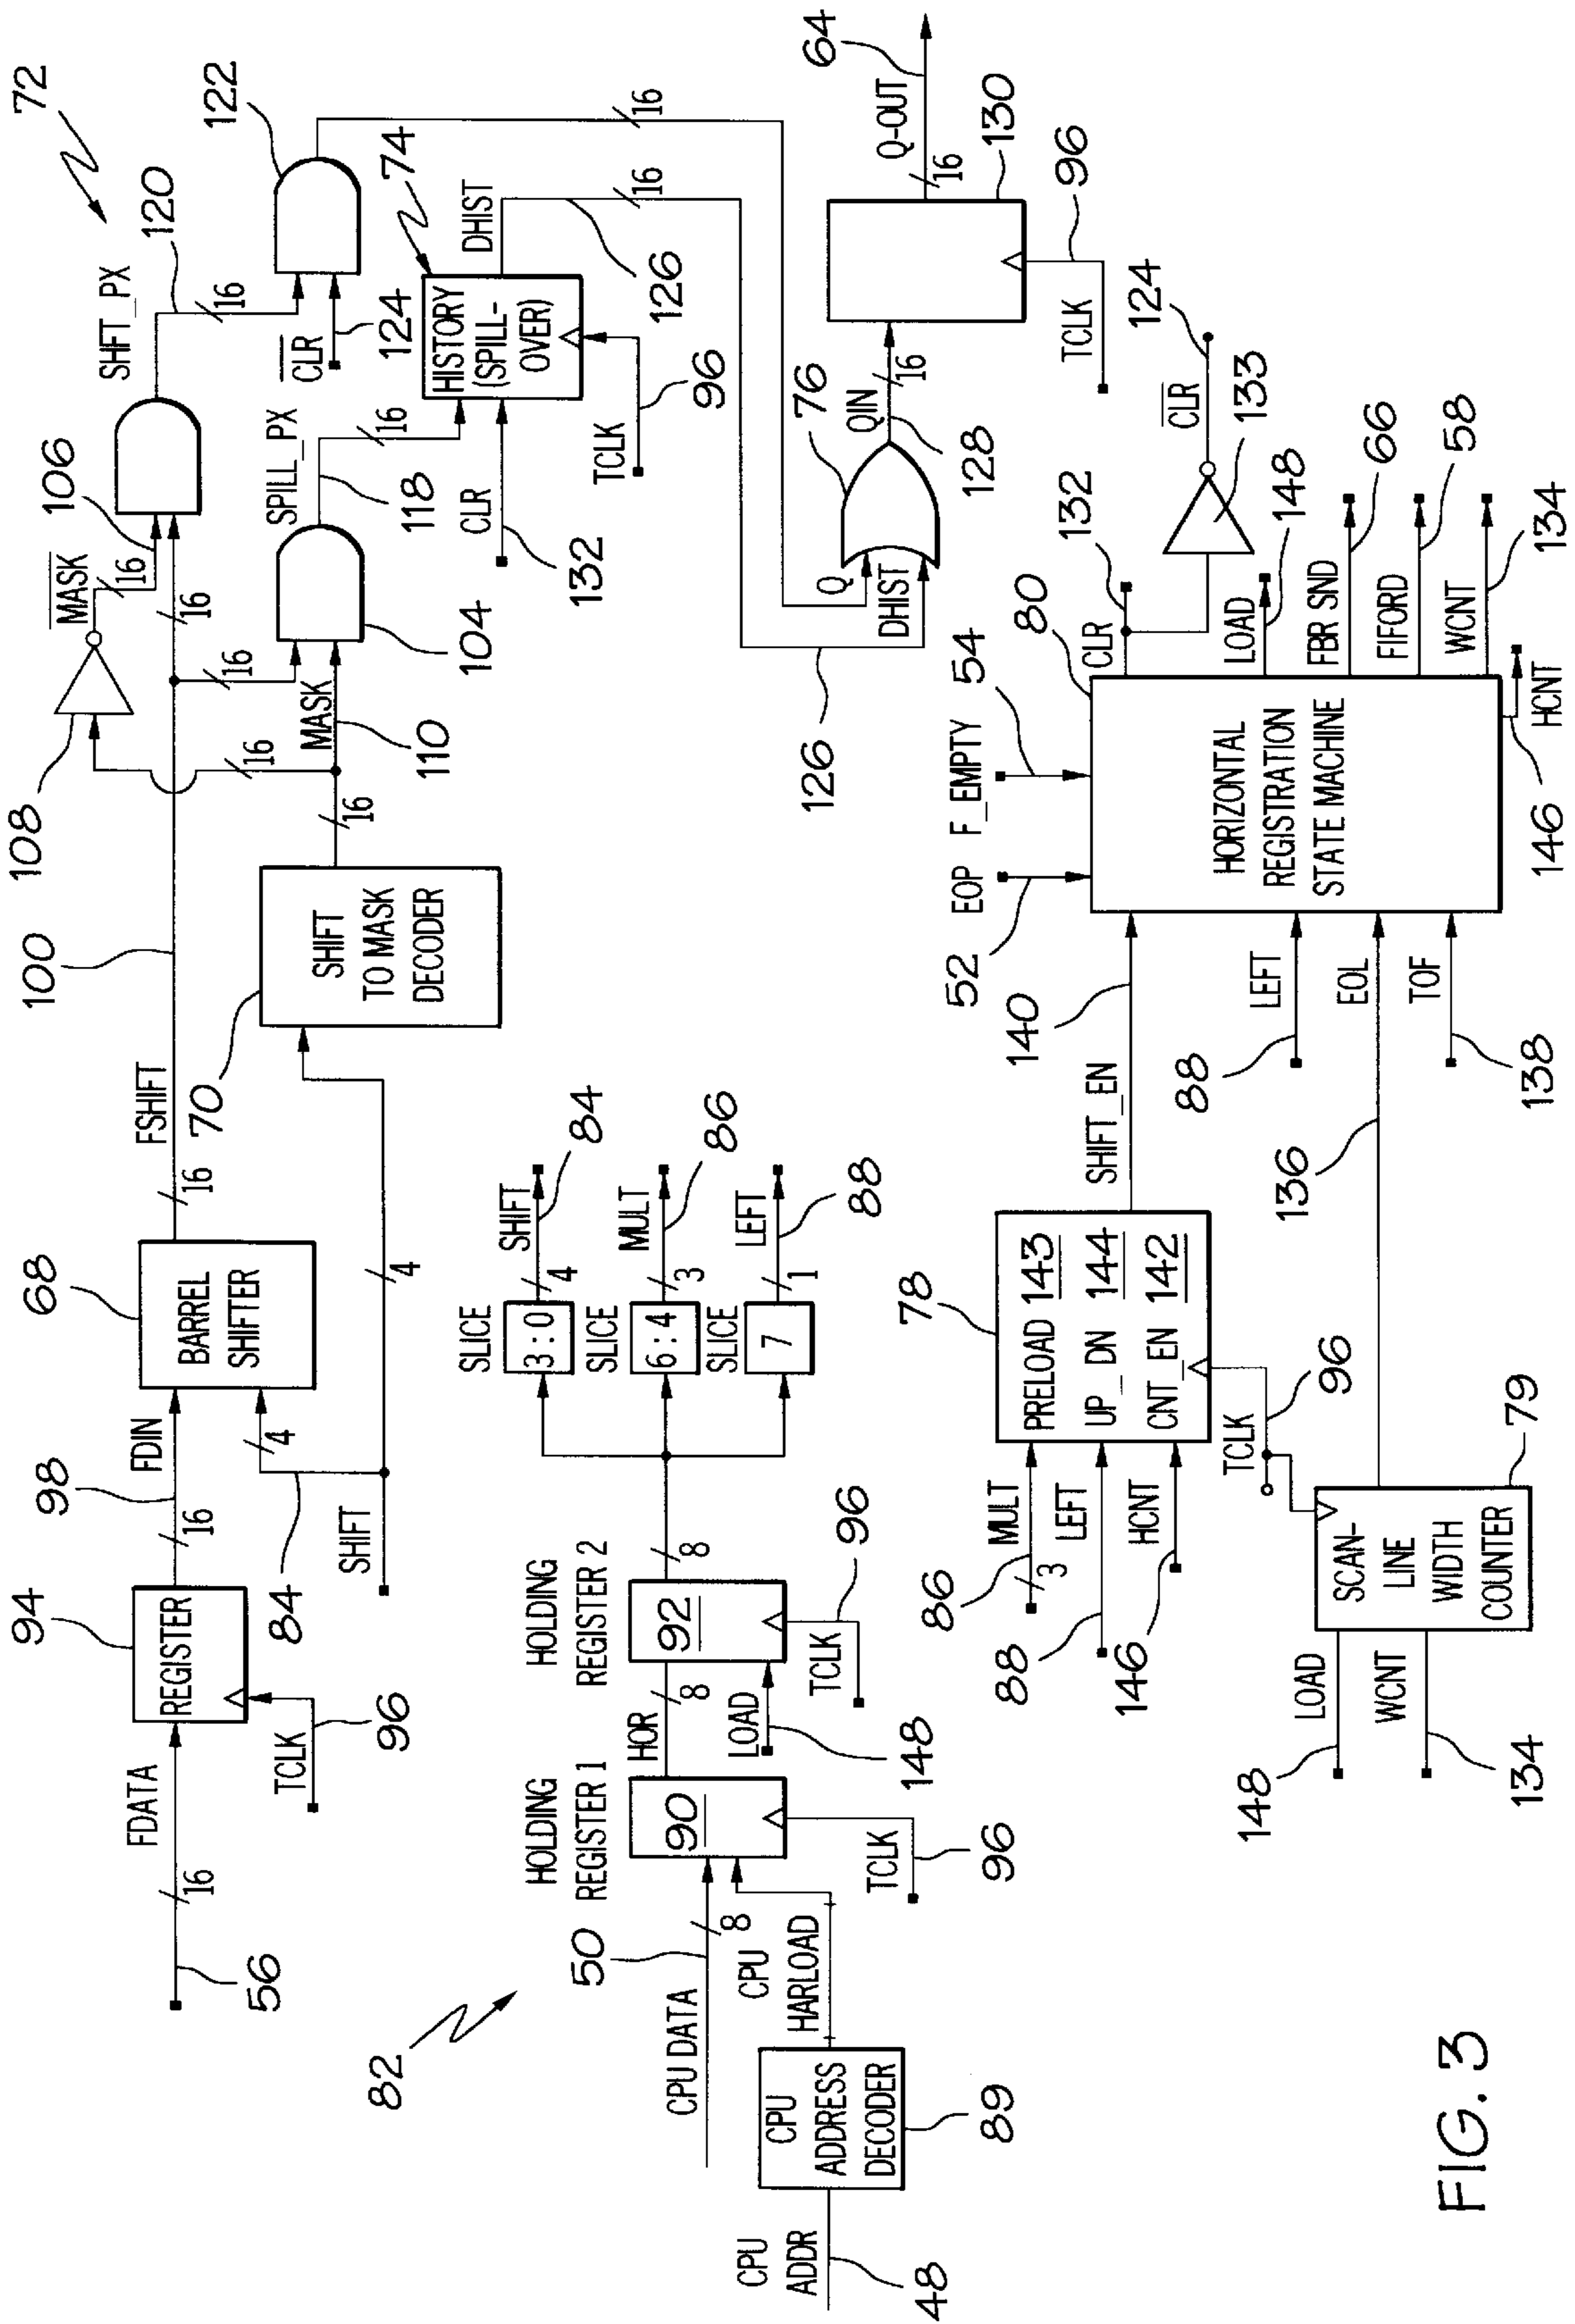 72
SHFT_PX
120
16
122
CLR
124
106
MASK
16
108
16
16
16
MASK
110
104
SPILL_PX
118
16
74
HISTORY
(SPILL-
OVER)
DHIST
126
16
16
CLR
132
TCLK
96
100
FSHIFT
16
16
70
SHIFT
TO MASK
DECODER
68
BARREL
SHIFTER
4
4
FDIN
98
16
84
SHIFT
94
REGISTER
FDATA
16
56
TCLK
96
64
Q-OUT
16
130
TCLK
96
76
QIN
128
16
Q
DHIST
126
82
CPU DATA
50
8
CPU
HARLOAD
CPU
ADDRESS
DECODER
89
CPU
ADDR
48
HOLDING
REGISTER 1
90
TCLK
96
HOR
8
LOAD
148
HOLDING
REGISTER 2
92
8
TCLK
96
SLICE
3:0
SHIFT
4
84
SLICE
6:4
MULT
3
86
SLICE
7
LEFT
1
88
78
PRELOAD 143
UP_DN 144
CNT_EN 142
MULT
86
3
LEFT
88
HCNT
146
TCLK
96
SCAN-
LINE
WIDTH
COUNTER
79
LOAD
148
WCNT
134
SHIFT_EN
140
136
EOP
52
F_EMPTY
54
80
HORIZONTAL
REGISTRATION
STATE MACHINE
LEFT
88
EOL
TOF
138
CLR
132
CLR
124
133
LOAD
148
FBR SND
66
FIFORD
58
WCNT
134
HCNT
146
FIG. 3